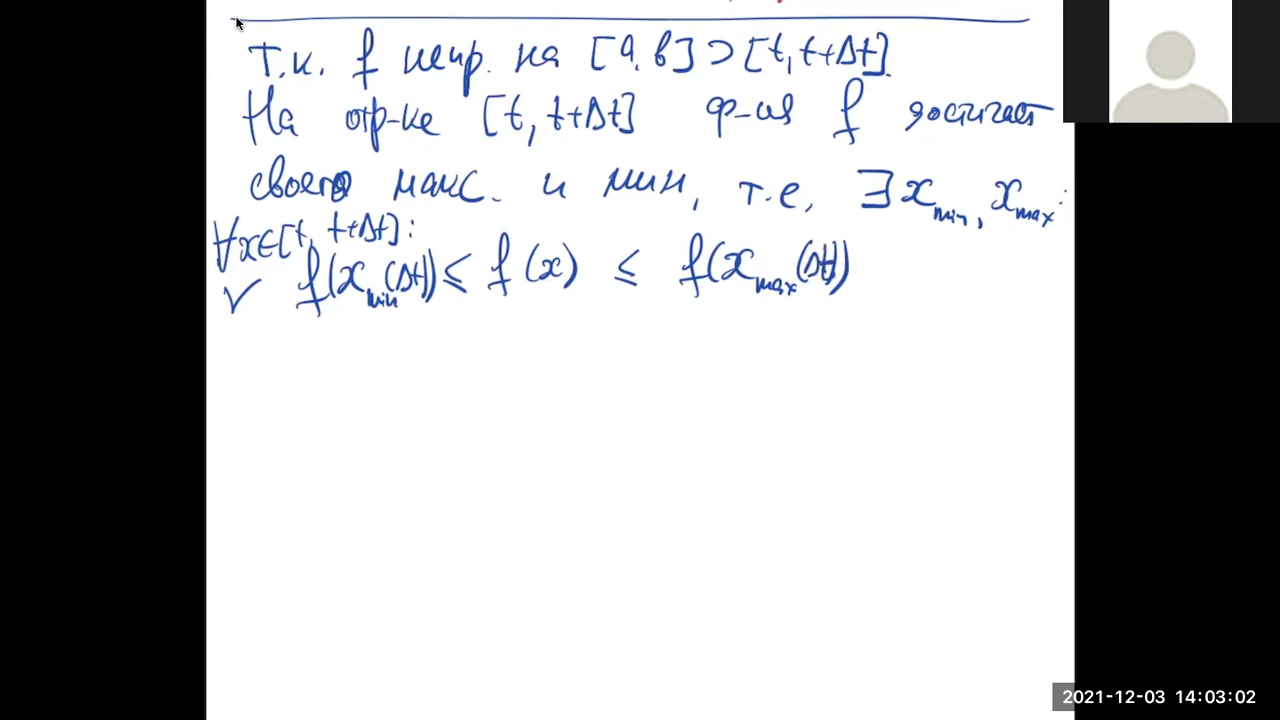 Т.к. f непр. на [a, b] ⊃ [t, t+Δt].
На отр-ке [t, t+Δt] ф-ия f достигает
своего макс. и мин, т.е, ∃ x_min, x_max :
∀x∈[t, t+Δt] :
✓ f(x_min(Δt)) ≤ f(x) ≤ f(x_max(Δt))
2021-12-03 14:03:02